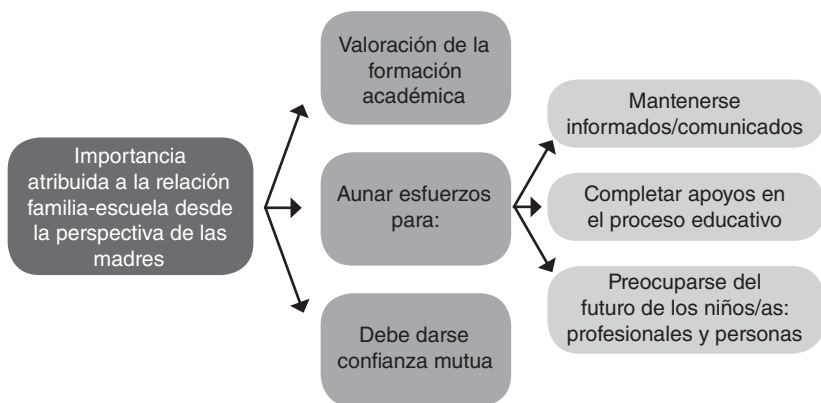 Importancia
atribuida a la relación
familia-escuela desde
la perspectiva de las
madres
Valoración de la
formación
académica
Aunar esfuerzos
para:
Debe darse
confianza mutua
Mantenerse
informados/comunicados
Completar apoyos en
el proceso educativo
Preocuparse del
futuro de los niños/as:
profesionales y personas